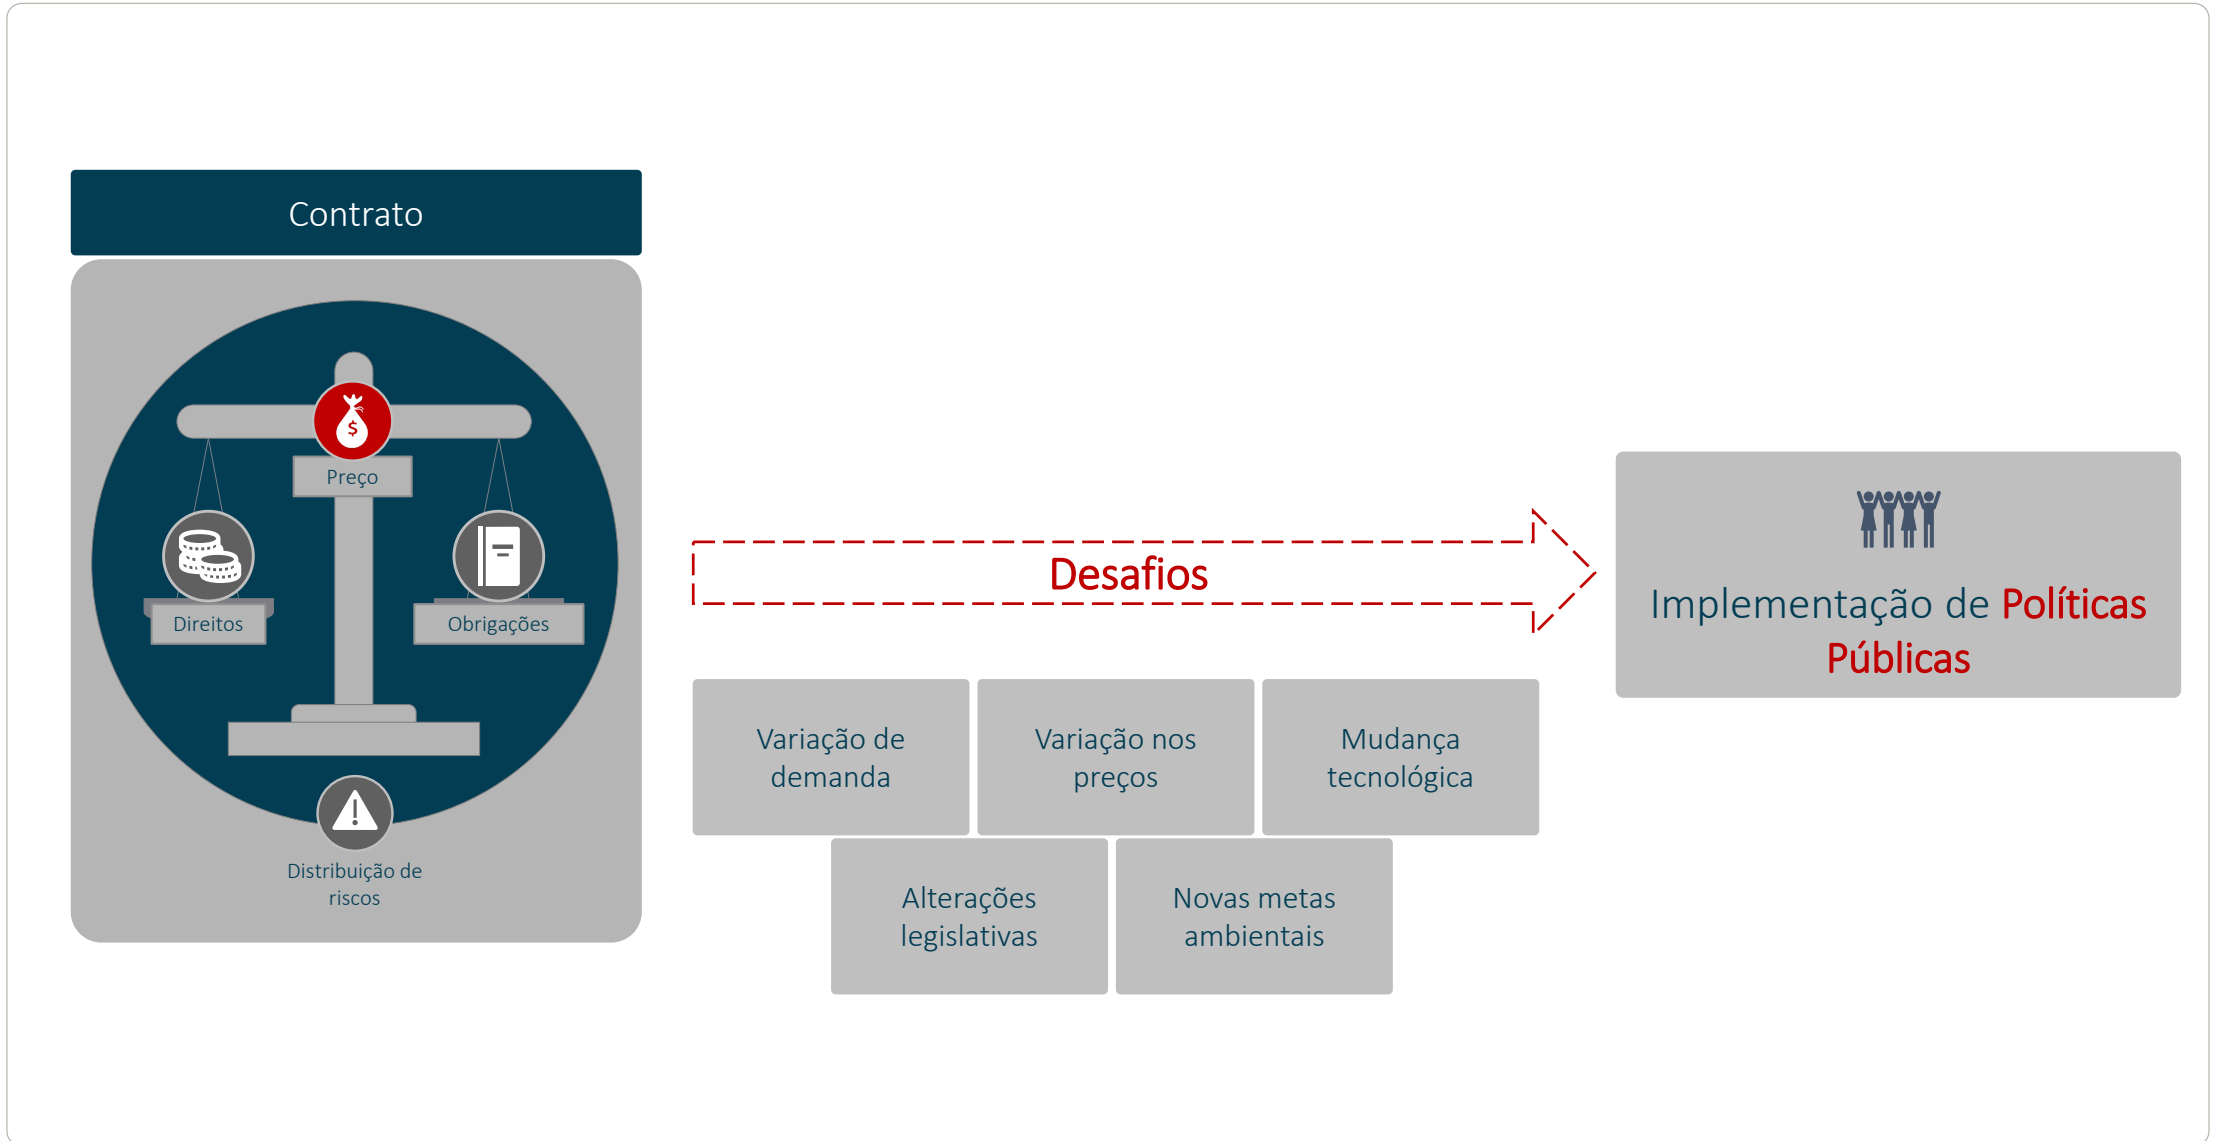 Contrato
Preço
Direitos
Obrigações
Distribuição de
riscos
Desafios
Variação de
demanda
Variação nos
preços
Mudança
tecnológica
Alterações
legislativas
Novas metas
ambientais
Implementação de Políticas
Públicas